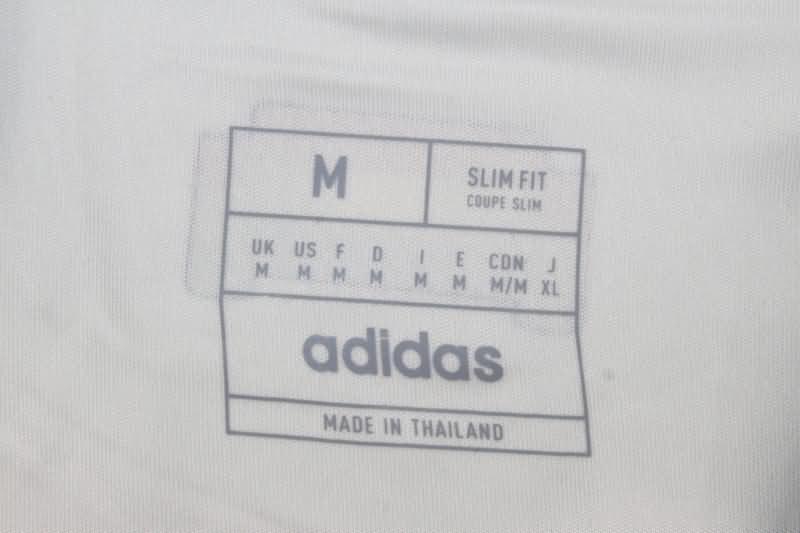 M
SLIM FIT
COUPE SLIM
UK US F D I E CDN J
M M M M M M M/M XL
adidas
MADE IN THAILAND